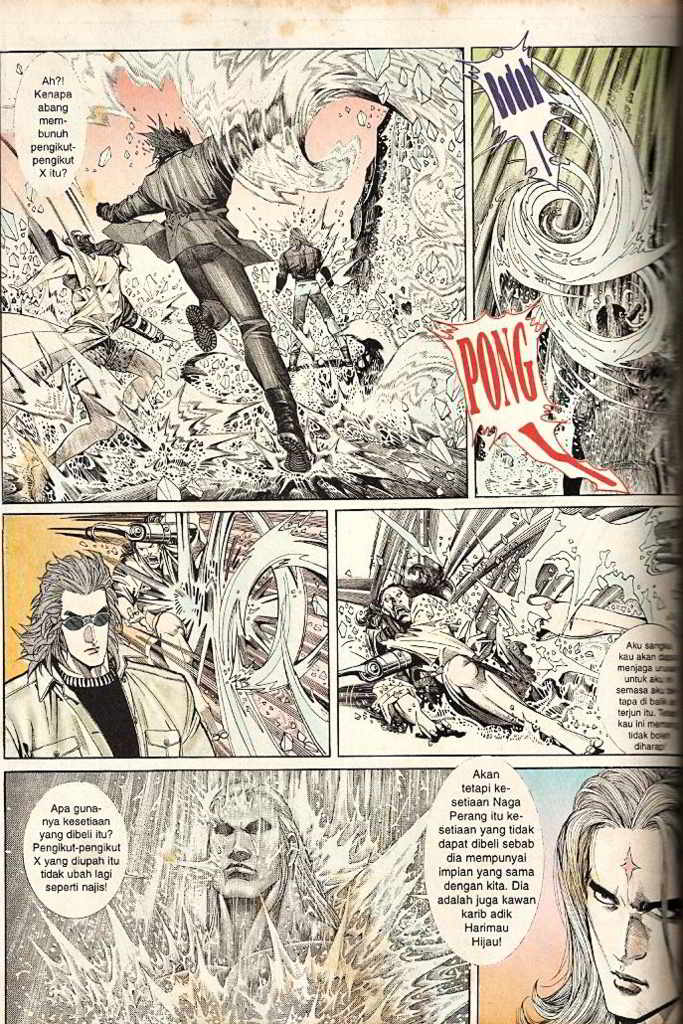 Ah?!
Kenapa
abang
mem-
bunuh
pengikut-
pengikut
X itu?
PONG
Aku
kau akan
menjaga
untuk aku
semasa aku
tapa di
terjun itu.
kau ini
tidak boleh
diharap!
Apa guna-
nya kesetiaan
yang dibeli itu?
Pengikut-pengikut
X yang diupah itu
tidak ubah lagi
seperti najis!
Akan
tetapi ke-
setiaan Naga
Perang itu ke-
setiaan yang tidak
dapat dibeli sebab
dia mempunyai
impian yang sama
dengan kita. Dia
adalah juga kawan
karib adik
Harimau
Hijau!